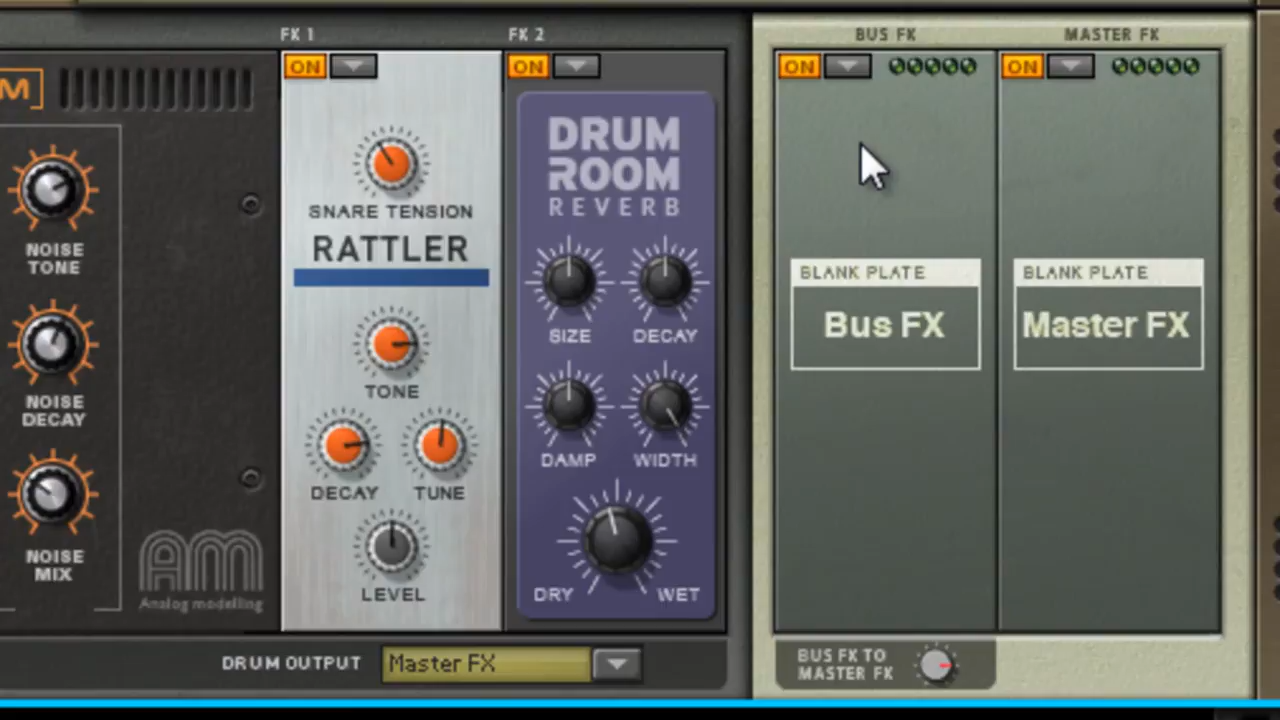 FX 1
FX 2
BUS FX
MASTER FX
M
ON
ON
ON
ON
NOISE
TONE
NOISE
DECAY
NOISE
MIX
AM
Analog modelling
SNARE TENSION
RATTLER
TONE
DECAY
TUNE
LEVEL
DRUM
ROOM
REVERB
SIZE
DECAY
DAMP
WIDTH
DRY
WET
BLANK PLATE
Bus FX
BLANK PLATE
Master FX
DRUM OUTPUT
Master FX
BUS FX TO
MASTER FX